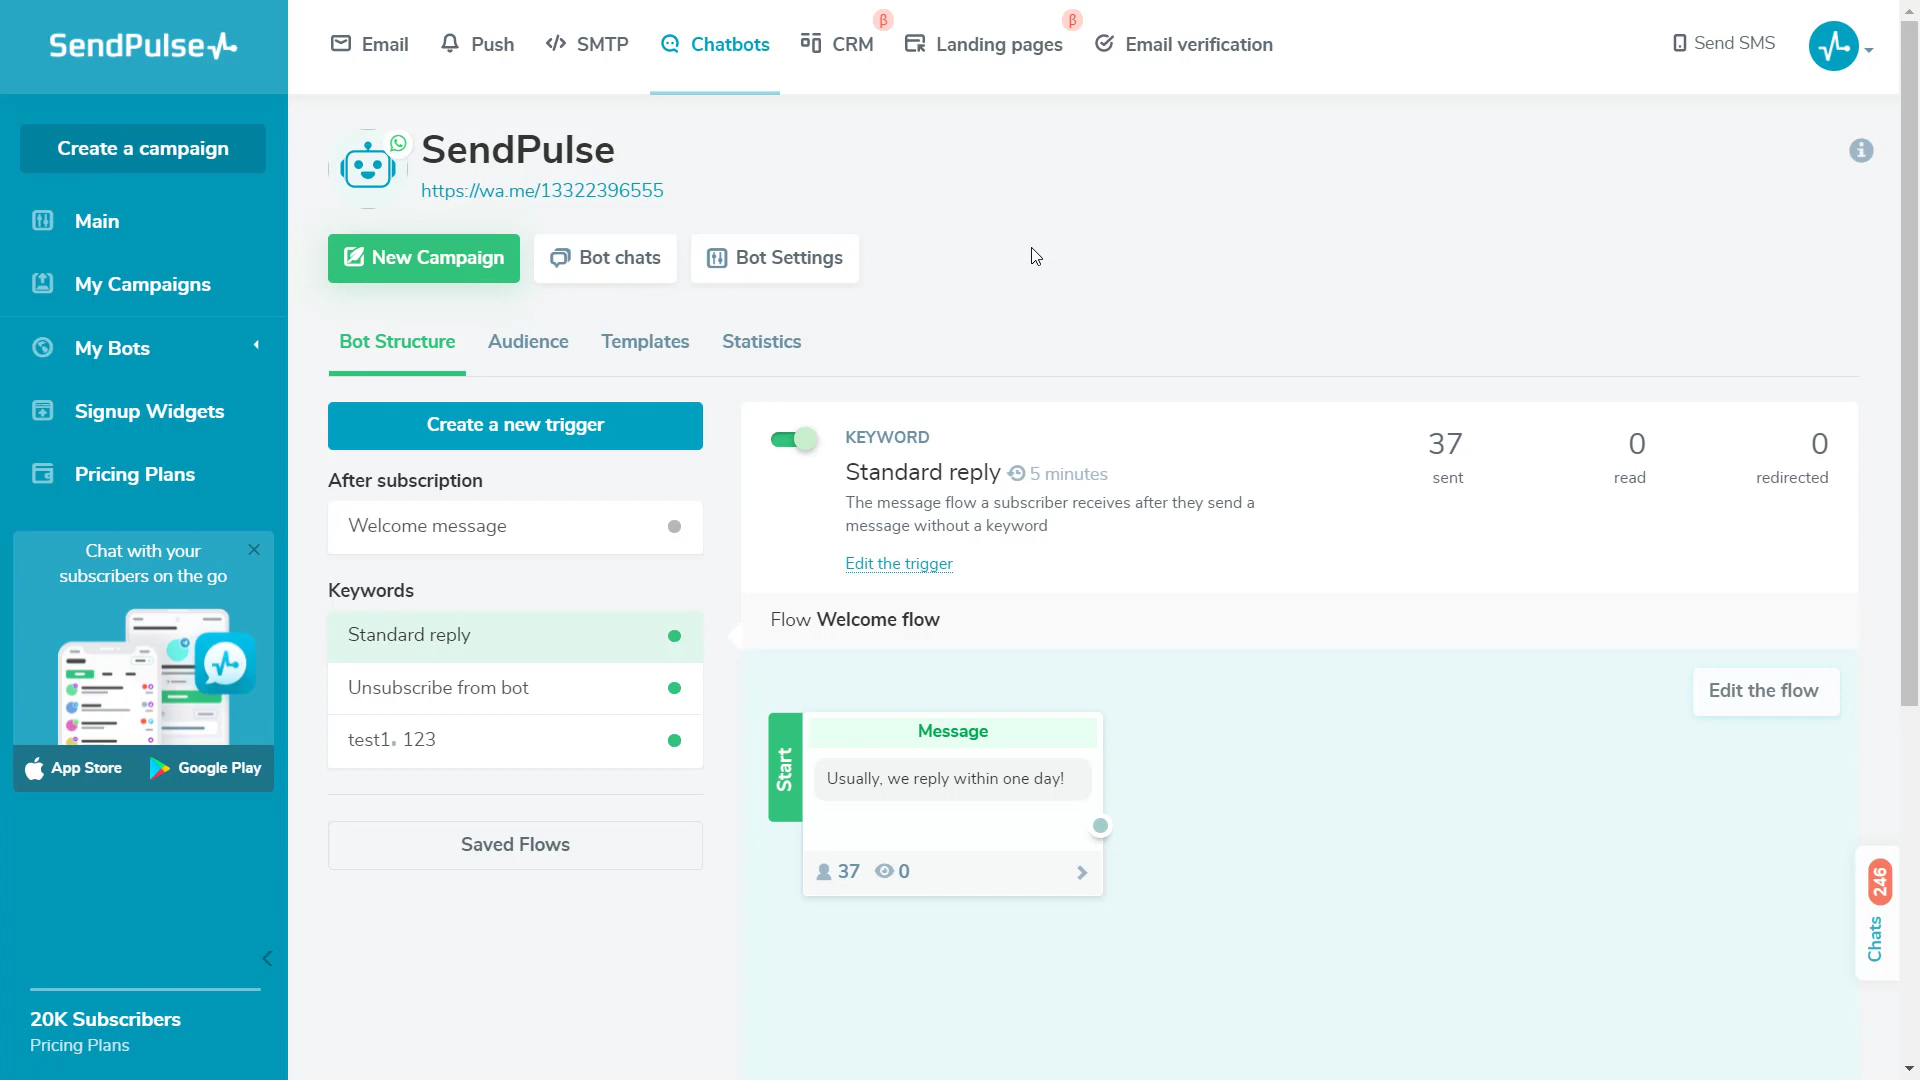 SendPulse
Email
Push
SMTP
Chatbots
β
CRM
Landing pages
β
Email verification
Send SMS
Create a campaign
Main
My Campaigns
My Bots
Signup Widgets
Pricing Plans
Chat with your
subscribers on the go
App Store
Google Play
20K Subscribers
Pricing Plans
SendPulse
https://wa.me/13322396555
New Campaign
Bot chats
Bot Settings
Bot Structure
Audience
Templates
Statistics
Create a new trigger
After subscription
Welcome message
Keywords
Standard reply
Unsubscribe from bot
test1. 123
Saved Flows
KEYWORD
Standard reply 5 minutes
The message flow a subscriber receives after they send a
message without a keyword
Edit the trigger
37
sent
0
read
0
redirected
Flow Welcome flow
Edit the flow
Start
Message
Usually, we reply within one day!
37
0
Chats 246